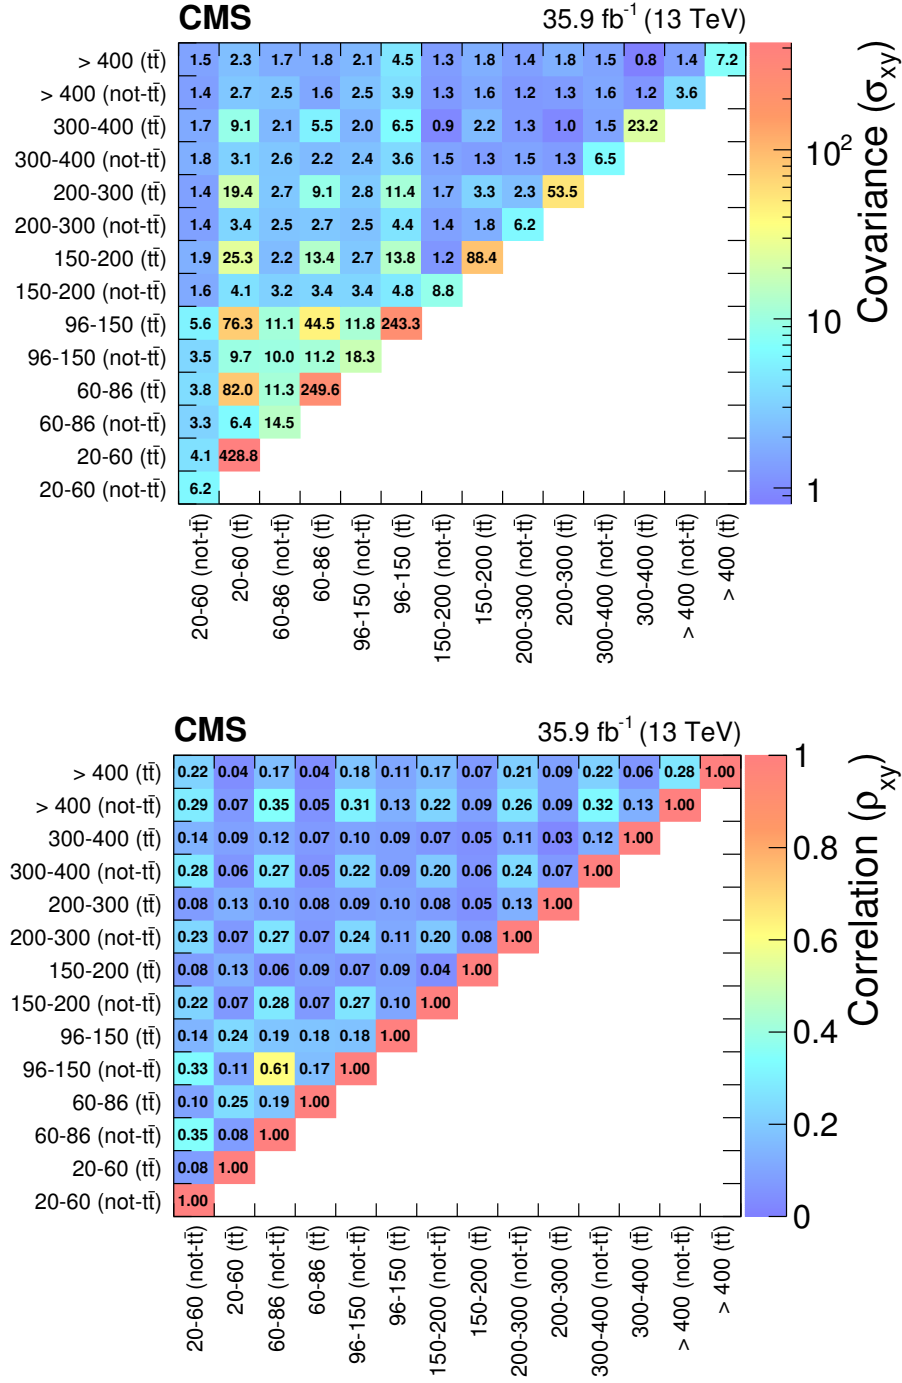 CMS 35.9 fb⁻¹ (13 TeV)
> 400 (tt̄) 1.5 2.3 1.7 1.8 2.1 4.5 1.3 1.8 1.4 1.8 1.5 0.8 1.4 7.2
> 400 (not-tt̄) 1.4 2.7 2.5 1.6 2.5 3.9 1.3 1.6 1.2 1.3 1.6 1.2 3.6
300-400 (tt̄) 1.7 9.1 2.1 5.5 2.0 6.5 0.9 2.2 1.3 1.0 1.5 23.2
300-400 (not-tt̄) 1.8 3.1 2.6 2.2 2.4 3.6 1.5 1.3 1.5 1.3 6.5
200-300 (tt̄) 1.4 19.4 2.7 9.1 2.8 11.4 1.7 3.3 2.3 53.5
200-300 (not-tt̄) 1.4 3.4 2.5 2.7 2.5 4.4 1.4 1.8 6.2
150-200 (tt̄) 1.9 25.3 2.2 13.4 2.7 13.8 1.2 88.4
150-200 (not-tt̄) 1.6 4.1 3.2 3.4 3.4 4.8 8.8
96-150 (tt̄) 5.6 76.3 11.1 44.5 11.8 243.3
96-150 (not-tt̄) 3.5 9.7 10.0 11.2 18.3
60-86 (tt̄) 3.8 82.0 11.3 249.6
60-86 (not-tt̄) 3.3 6.4 14.5
20-60 (tt̄) 4.1 428.8
20-60 (not-tt̄) 6.2
20-60 (not-tt̄)
20-60 (tt̄)
60-86 (not-tt̄)
60-86 (tt̄)
96-150 (not-tt̄)
96-150 (tt̄)
150-200 (not-tt̄)
150-200 (tt̄)
200-300 (not-tt̄)
200-300 (tt̄)
300-400 (not-tt̄)
300-400 (tt̄)
> 400 (not-tt̄)
> 400 (tt̄)
10²
10
1
Covariance (σxy)
CMS 35.9 fb⁻¹ (13 TeV)
> 400 (tt̄) 0.22 0.04 0.17 0.04 0.18 0.11 0.17 0.07 0.21 0.09 0.22 0.06 0.28 1.00
> 400 (not-tt̄) 0.29 0.07 0.35 0.05 0.31 0.13 0.22 0.09 0.26 0.09 0.32 0.13 1.00
300-400 (tt̄) 0.14 0.09 0.12 0.07 0.10 0.09 0.07 0.05 0.11 0.03 0.12 1.00
300-400 (not-tt̄) 0.28 0.06 0.27 0.05 0.22 0.09 0.20 0.06 0.24 0.07 1.00
200-300 (tt̄) 0.08 0.13 0.10 0.08 0.09 0.10 0.08 0.05 0.13 1.00
200-300 (not-tt̄) 0.23 0.07 0.27 0.07 0.24 0.11 0.20 0.08 1.00
150-200 (tt̄) 0.08 0.13 0.06 0.09 0.07 0.09 0.04 1.00
150-200 (not-tt̄) 0.22 0.07 0.28 0.07 0.27 0.10 1.00
96-150 (tt̄) 0.14 0.24 0.19 0.18 0.18 1.00
96-150 (not-tt̄) 0.33 0.11 0.61 0.17 1.00
60-86 (tt̄) 0.10 0.25 0.19 1.00
60-86 (not-tt̄) 0.35 0.08 1.00
20-60 (tt̄) 0.08 1.00
20-60 (not-tt̄) 1.00
20-60 (not-tt̄)
20-60 (tt̄)
60-86 (not-tt̄)
60-86 (tt̄)
96-150 (not-tt̄)
96-150 (tt̄)
150-200 (not-tt̄)
150-200 (tt̄)
200-300 (not-tt̄)
200-300 (tt̄)
300-400 (not-tt̄)
300-400 (tt̄)
> 400 (not-tt̄)
> 400 (tt̄)
1
0.8
0.6
0.4
0.2
0
Correlation (ρxy)